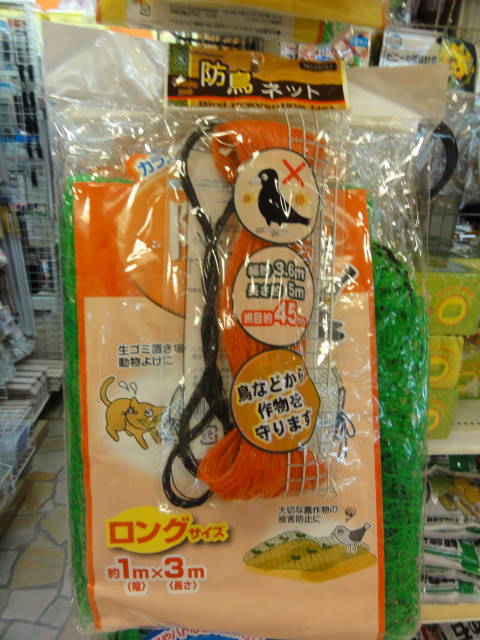 防鳥ネット
Bird Prevention Net
カラ
幅約3.6m
長さ約5m
網目約45
鳥などから
作物を
守ります
生ゴミ置き場
動物よけに
大切な農作物の
被害防止に
ロングサイズ
約1m×3m
〈幅〉 〈長さ〉